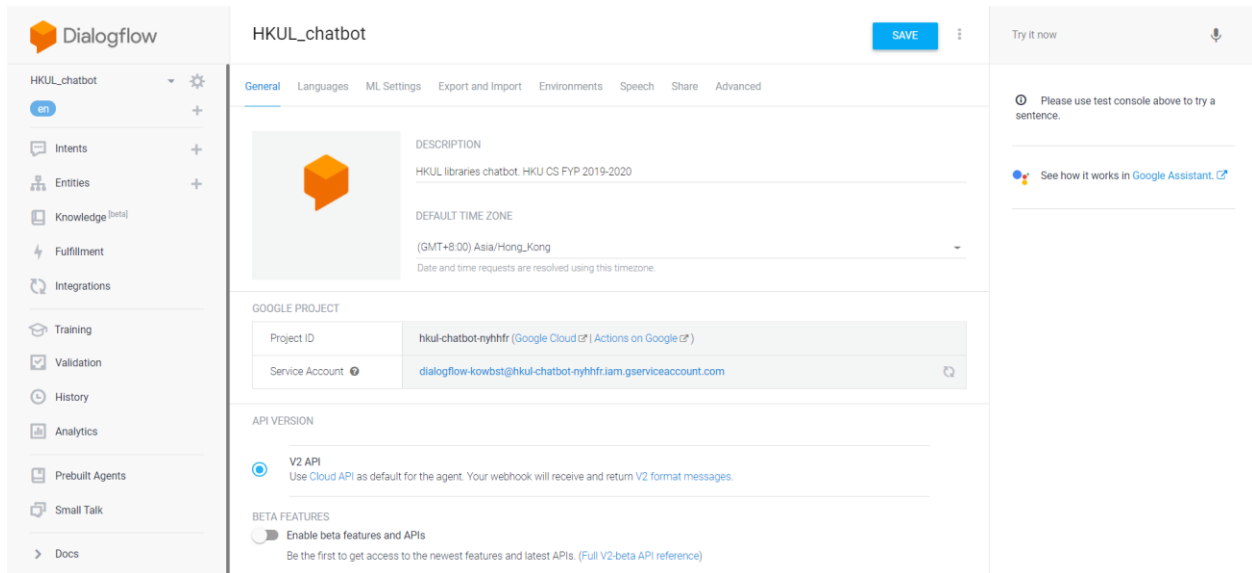 Dialogflow
HKUL_chatbot
en
Intents
Entities
Knowledge [beta]
Fulfillment
Integrations
Training
Validation
History
Analytics
Prebuilt Agents
Small Talk
Docs
HKUL_chatbot
SAVE
General Languages ML Settings Export and Import Environments Speech Share Advanced
DESCRIPTION
HKUL libraries chatbot. HKU CS FYP 2019-2020
DEFAULT TIME ZONE
(GMT+8:00) Asia/Hong_Kong
Date and time requests are resolved using this timezone.
GOOGLE PROJECT
Project ID hkul-chatbot-nyhhfr (Google Cloud | Actions on Google )
Service Account dialogflow-kowbst@hkul-chatbot-nyhhfr.iam.gserviceaccount.com
API VERSION
V2 API
Use Cloud API as default for the agent. Your webhook will receive and return V2 format messages.
BETA FEATURES
Enable beta features and APIs
Be the first to get access to the newest features and latest APIs. (Full V2-beta API reference)
Try it now
Please use test console above to try a
sentence.
See how it works in Google Assistant.